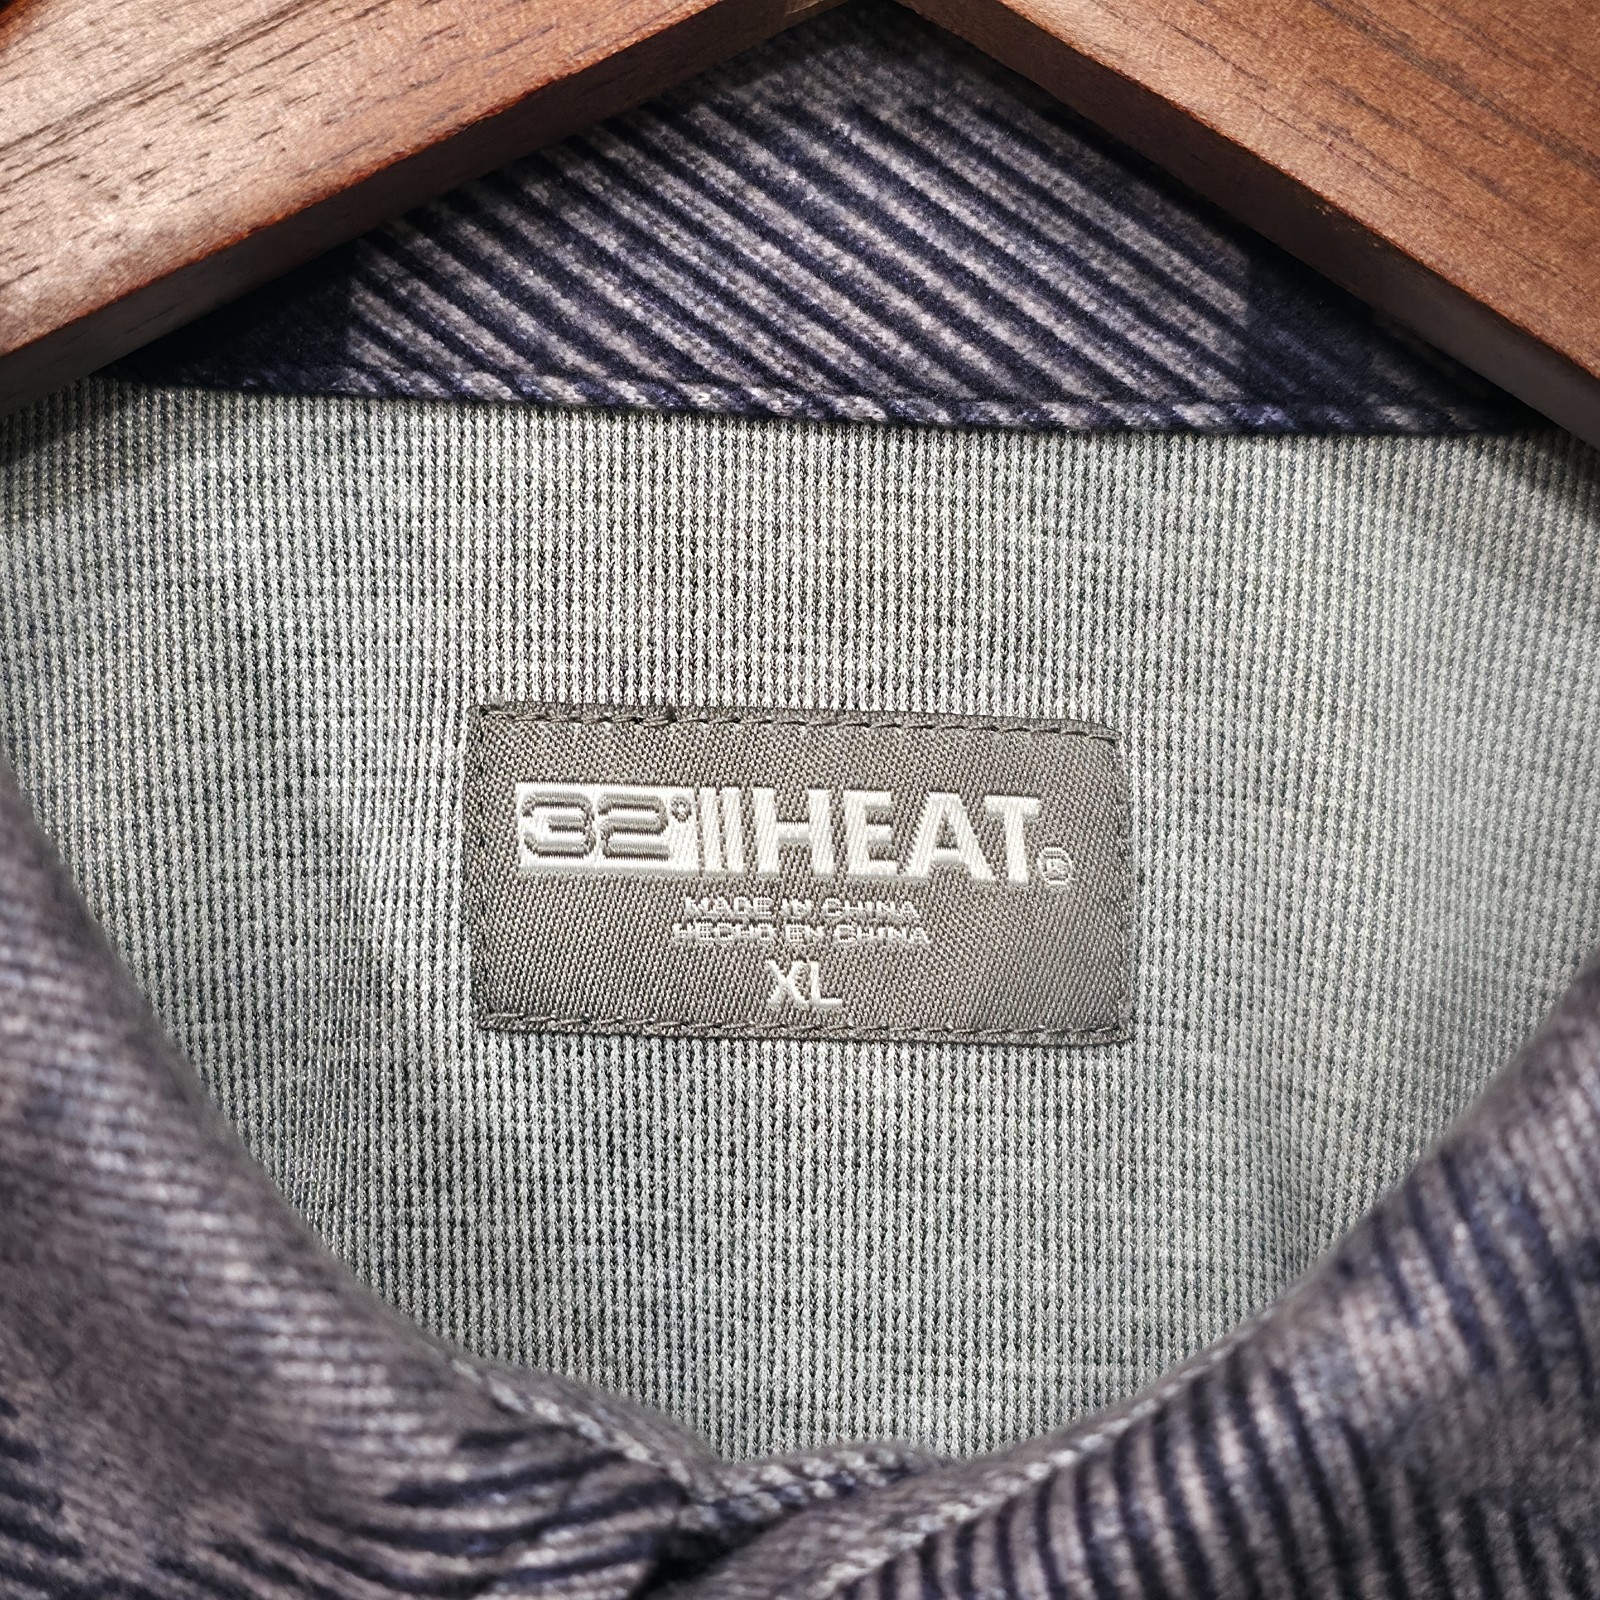 32° HEAT®
MADE IN CHINA
HECHO EN CHINA
XL